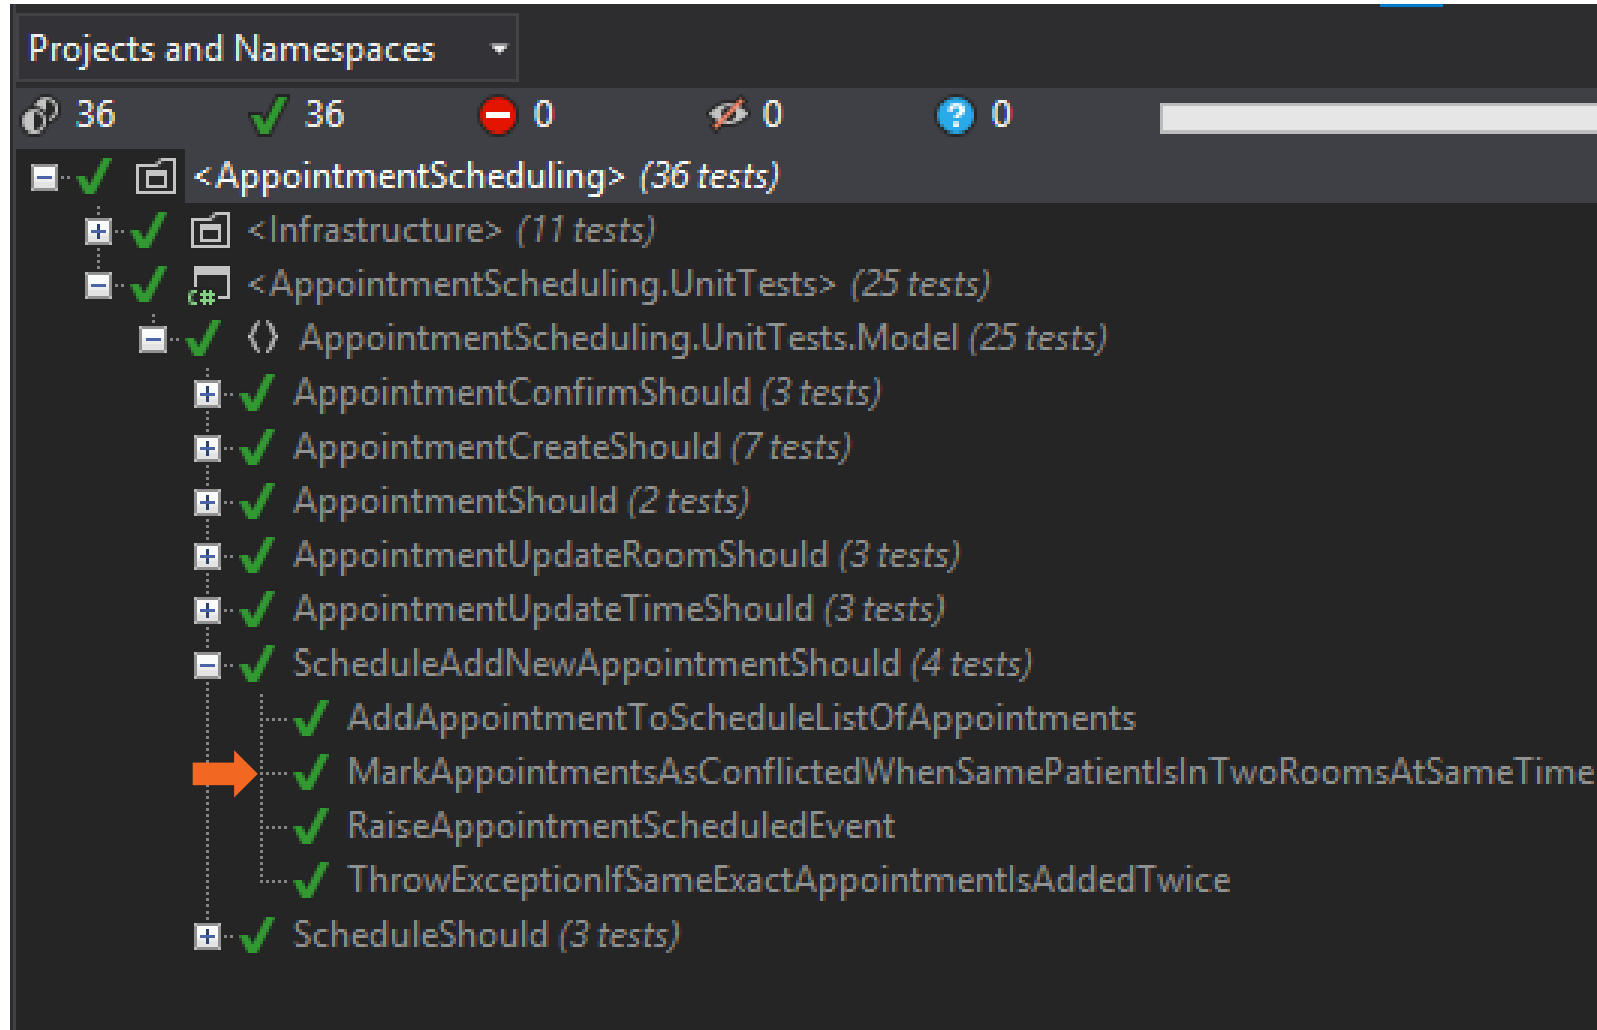 Projects and Namespaces
36 36 0 0 ? 0
<AppointmentScheduling> (36 tests)
<Infrastructure> (11 tests)
C# <AppointmentScheduling.UnitTests> (25 tests)
<> AppointmentScheduling.UnitTests.Model (25 tests)
AppointmentConfirmShould (3 tests)
AppointmentCreateShould (7 tests)
AppointmentShould (2 tests)
AppointmentUpdateRoomShould (3 tests)
AppointmentUpdateTimeShould (3 tests)
ScheduleAddNewAppointmentShould (4 tests)
AddAppointmentToScheduleListOfAppointments
MarkAppointmentsAsConflictedWhenSamePatientIsInTwoRoomsAtSameTime
RaiseAppointmentScheduledEvent
ThrowExceptionIfSameExactAppointmentIsAddedTwice
ScheduleShould (3 tests)